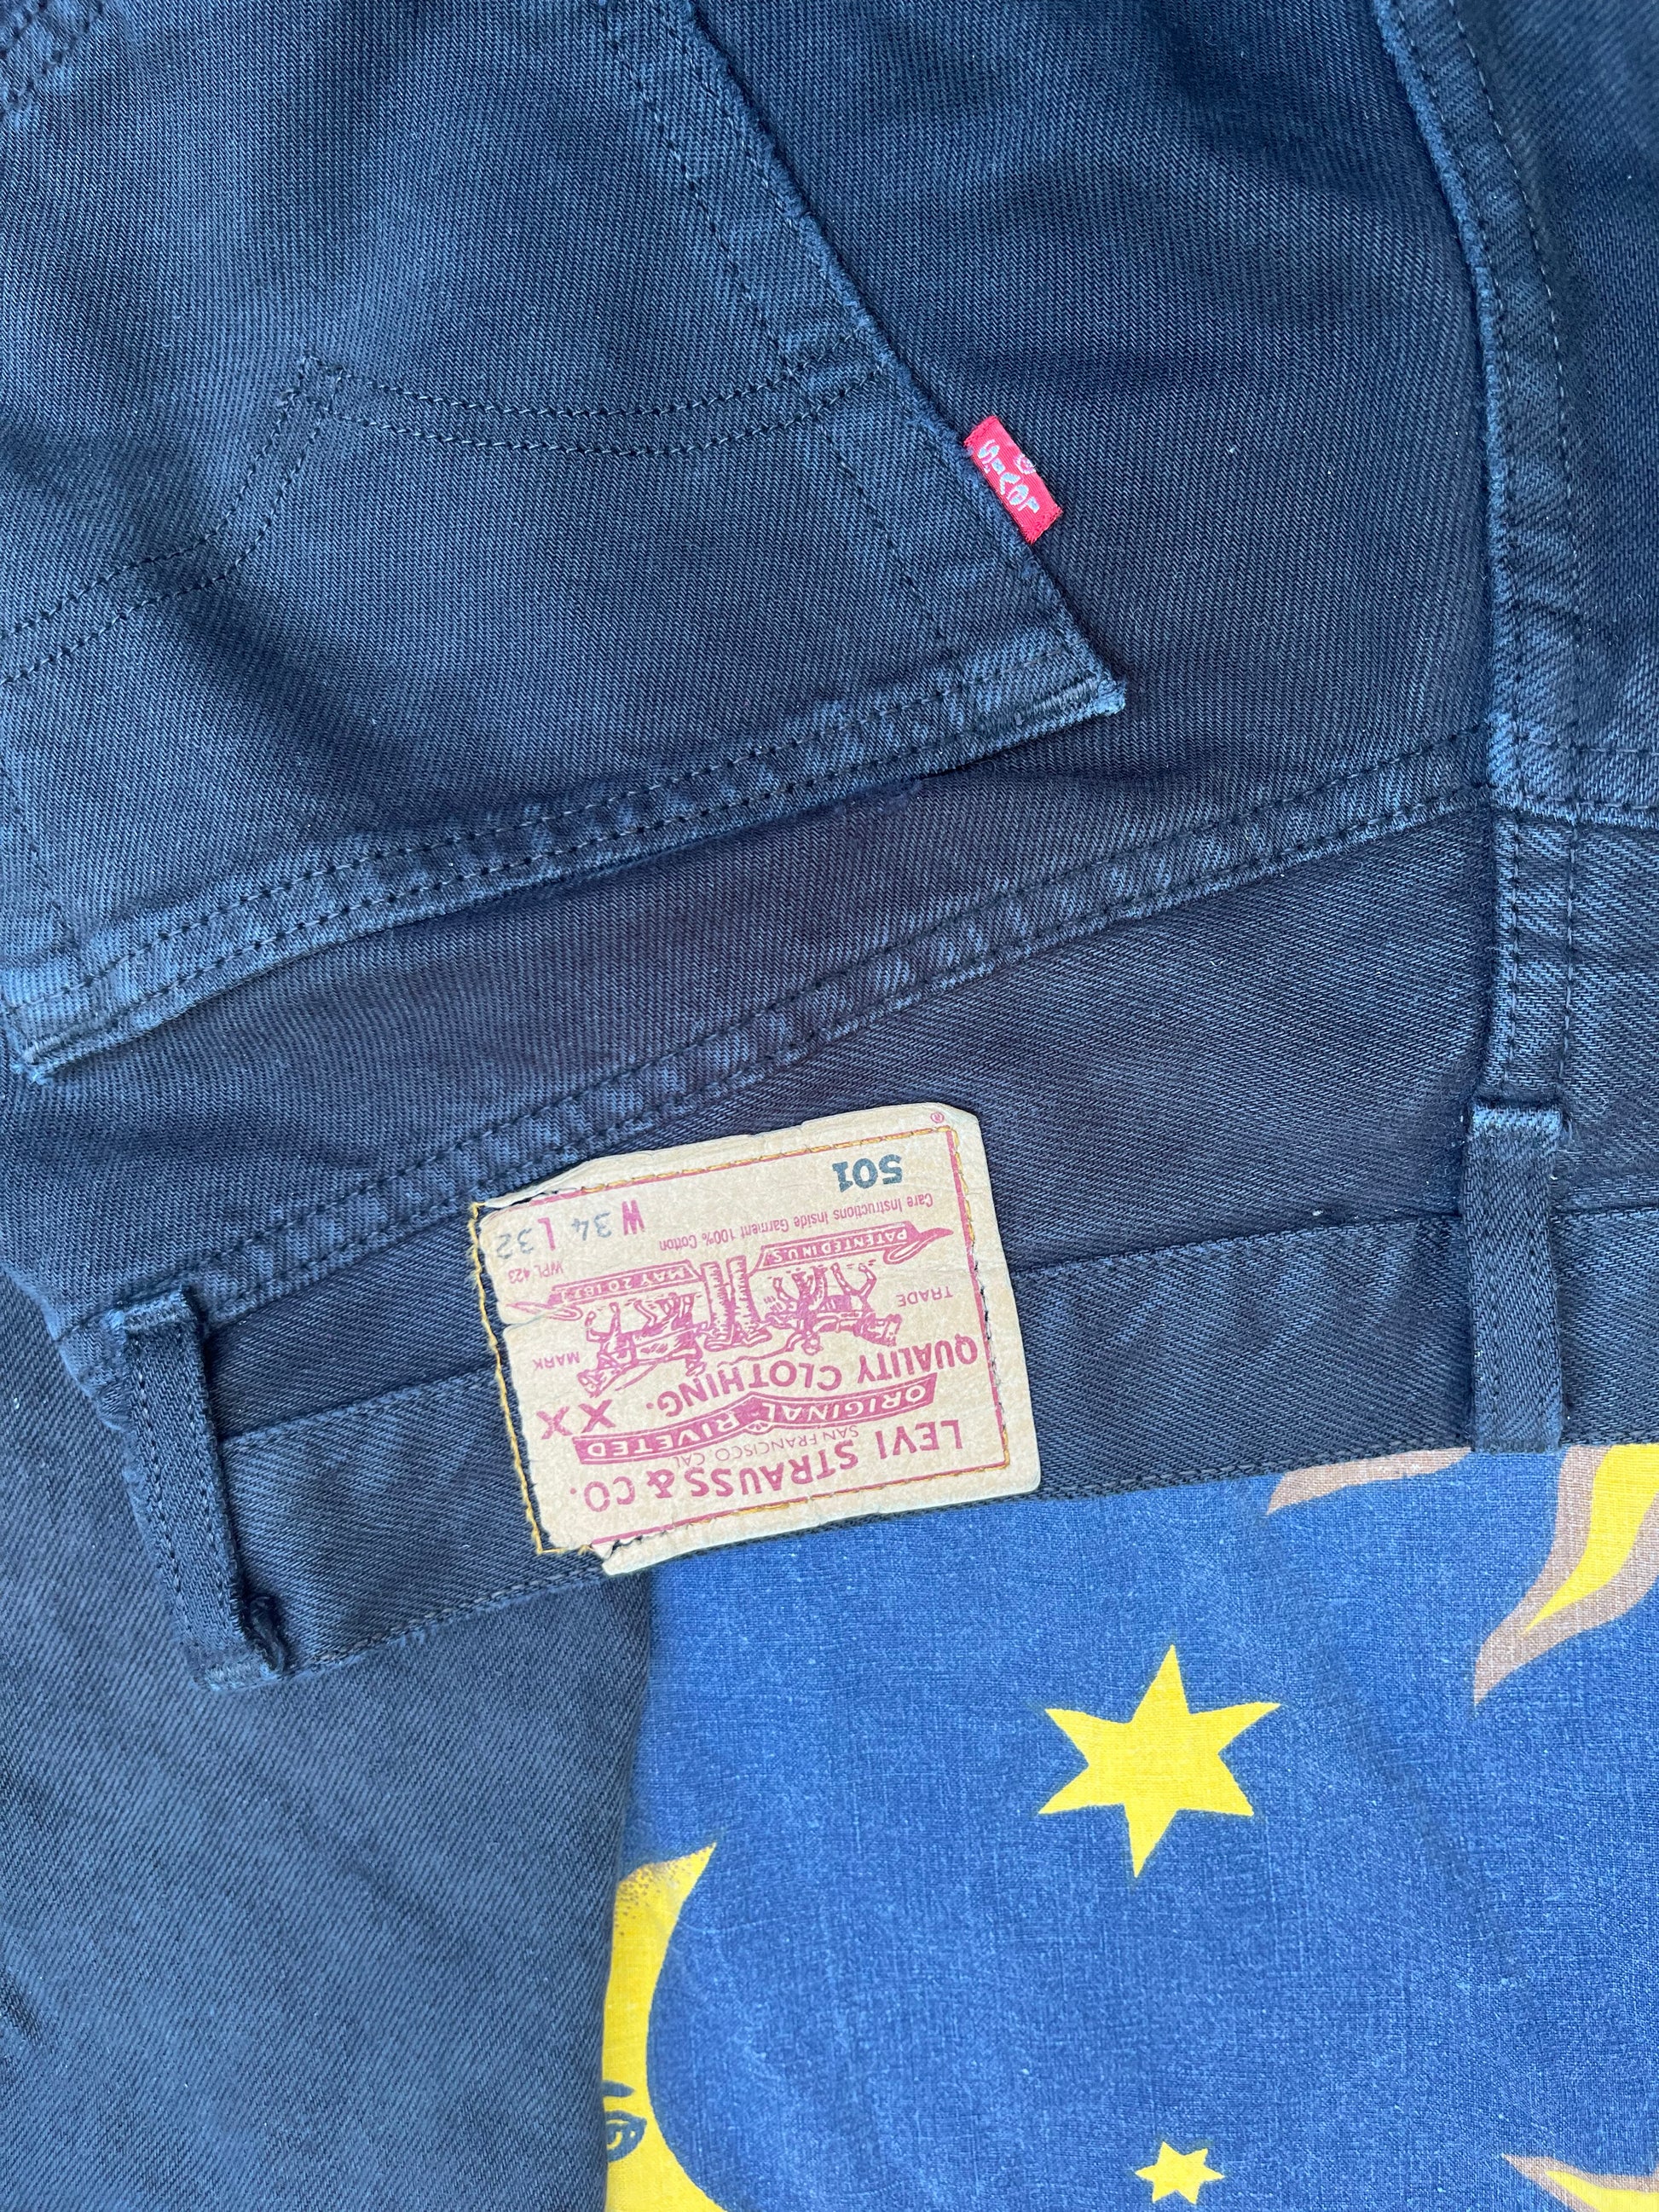 LEVI STRAUSS & CO.
SAN FRANCISCO CAL
ORIGINAL RIVETED
QUALITY CLOTHING. XX
TRADE MARK
PATENTED IN U.S. MAY 20 1873
WPL 423
Care Instructions Inside Garment 100% Cotton
501 W 34 L 32
®
LEVI'S
®